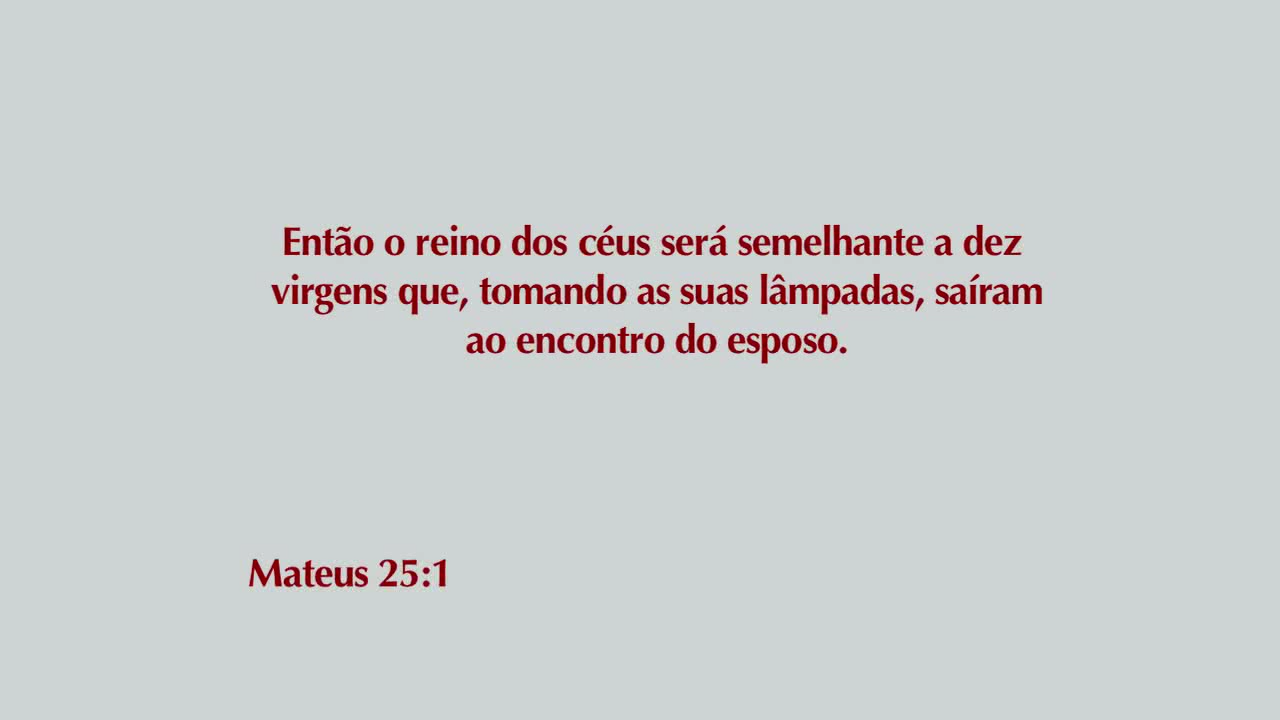 Então o reino dos céus será semelhante a dez
virgens que, tomando as suas lâmpadas, saíram
ao encontro do esposo.
Mateus 25:1